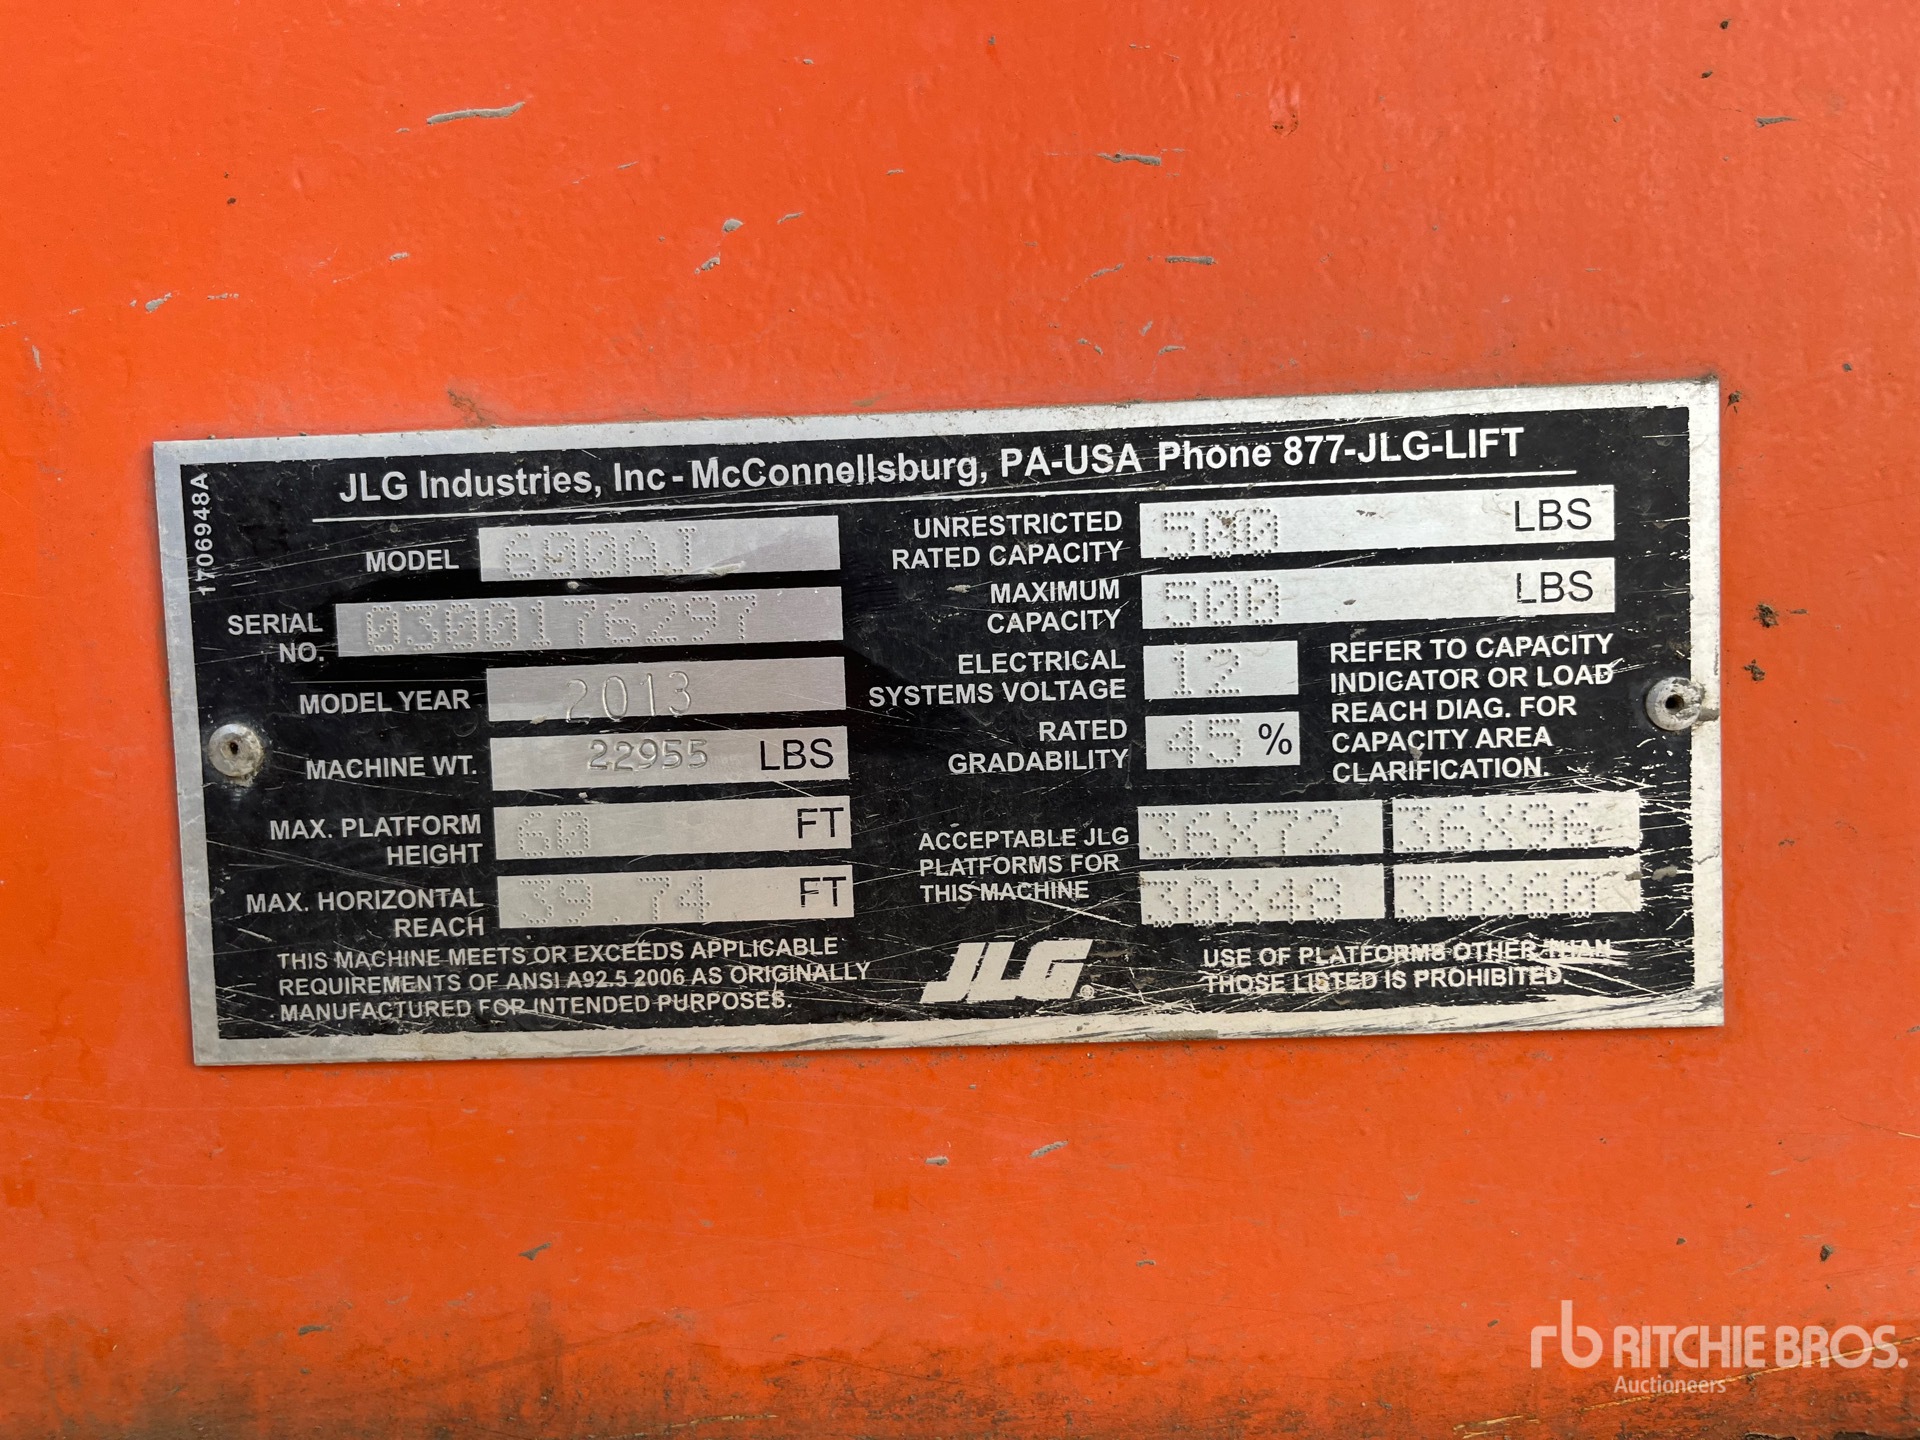 JLG Industries, Inc - McConnellsburg, PA-USA Phone 877-JLG-LIFT
1706948A
MODEL 600AJ
SERIAL NO. 0300176297
MODEL YEAR 2013
MACHINE WT. 22955 LBS
MAX. PLATFORM HEIGHT 60 FT
MAX. HORIZONTAL REACH 39.74 FT
THIS MACHINE MEETS OR EXCEEDS APPLICABLE
REQUIREMENTS OF ANSI A92.5 2006 AS ORIGINALLY
MANUFACTURED FOR INTENDED PURPOSES.
UNRESTRICTED RATED CAPACITY 500 LBS
MAXIMUM CAPACITY 500 LBS
ELECTRICAL SYSTEMS VOLTAGE 12
RATED GRADABILITY 45 %
REFER TO CAPACITY
INDICATOR OR LOAD
REACH DIAG. FOR
CAPACITY AREA
CLARIFICATION.
ACCEPTABLE JLG
PLATFORMS FOR
THIS MACHINE
36X72 36X96
30X48 30X60
JLG®
USE OF PLATFORMS OTHER THAN
THOSE LISTED IS PROHIBITED.
rb RITCHIE BROS.
Auctioneers